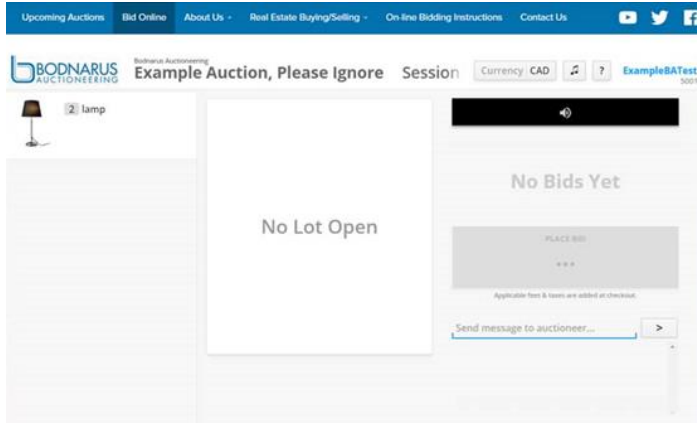 Upcoming Auctions Bid Online About Us Real Estate Buying/Selling On-line Bidding Instructions Contact Us
BODNARUS
AUCTIONEERING
Bodnarus Auctioneering
Example Auction, Please Ignore Session
Currency CAD ? ExampleBATest
5001
2 lamp
No Bids Yet
No Lot Open
PLACE BID
...
Applicable fees & taxes are added at checkout.
Send message to auctioneer... >